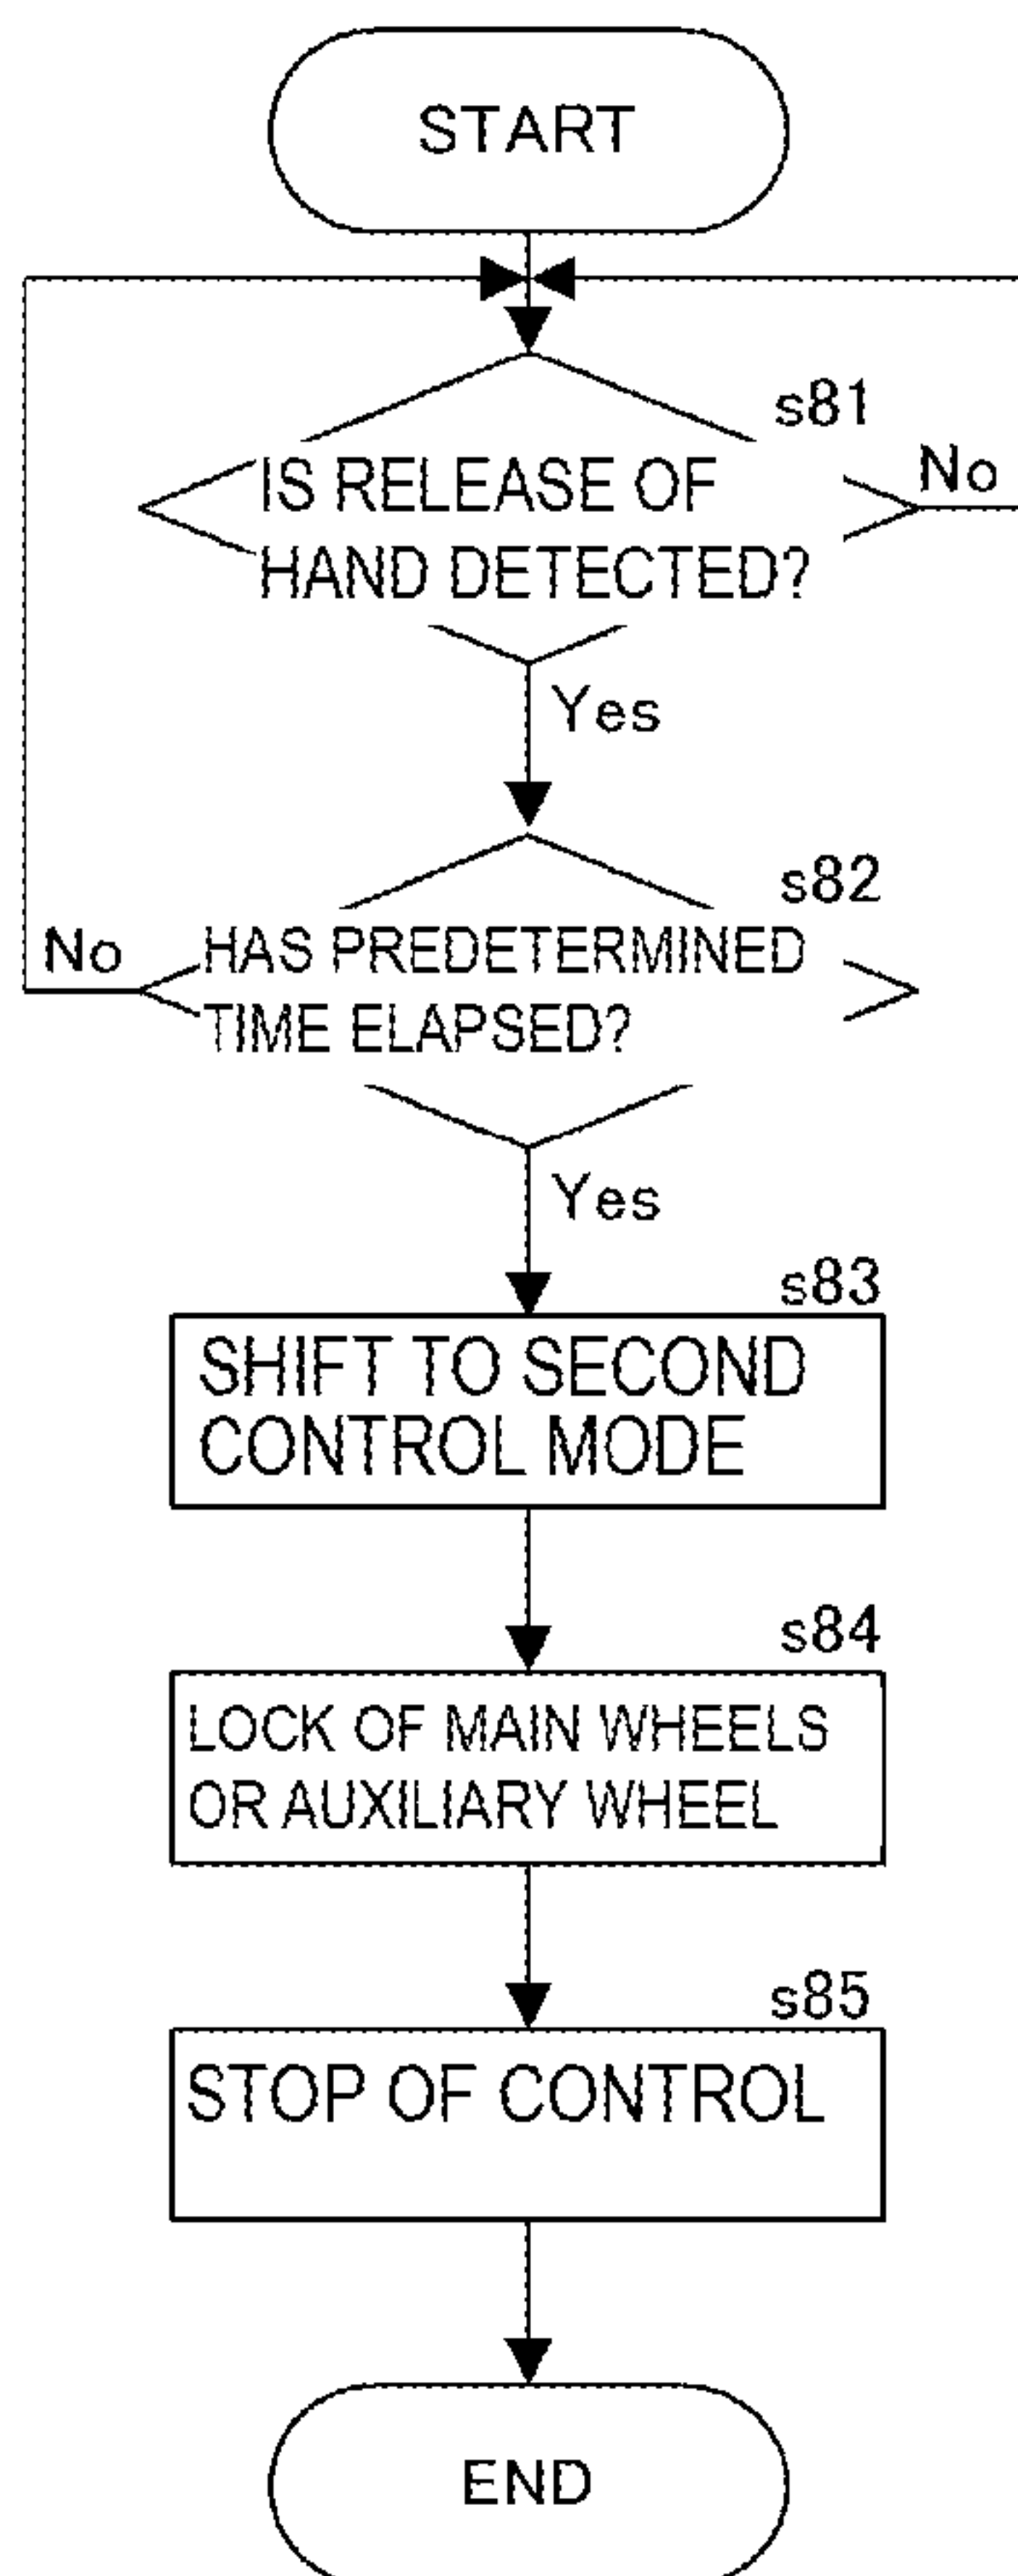 START
s81
IS RELEASE OF
No
HAND DETECTED?
Yes
s82
No
HAS PREDETERMINED
TIME ELAPSED?
Yes
s83
SHIFT TO SECOND
CONTROL MODE
s84
LOCK OF MAIN WHEELS
OR AUXILIARY WHEEL
s85
STOP OF CONTROL
END